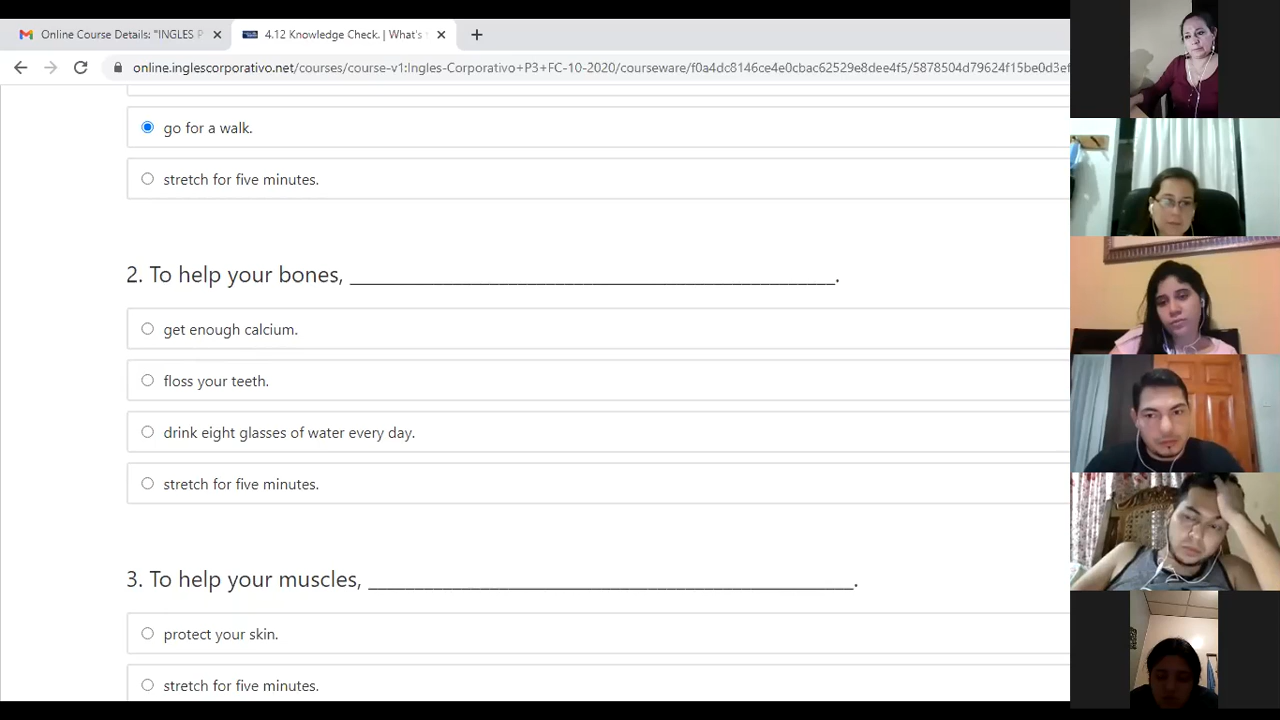 Online Course Details: "INGLES P
4.12 Knowledge Check. | What's
online.inglescorporativo.net/courses/course-v1:Ingles-Corporativo+P3+FC-10-2020/courseware/f0a4dc8146ce4e0cbac62529e8dee4f5/5878504d79624f15be0d3ef
go for a walk.
stretch for five minutes.
2. To help your bones, ______________________________________________.
get enough calcium.
floss your teeth.
drink eight glasses of water every day.
stretch for five minutes.
3. To help your muscles, ______________________________________________.
protect your skin.
stretch for five minutes.